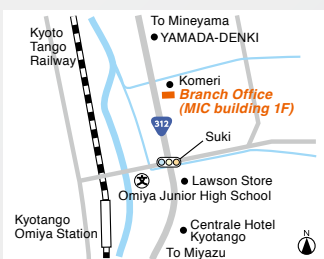 To Mineyama
YAMADA-DENKI
Kyoto
Tango
Railway
Komeri
Branch Office
(MIC building 1F)
312
Suki
Lawson Store
Omiya Junior High School
Kyotango
Omiya Station
Centrale Hotel
Kyotango
To Miyazu
N